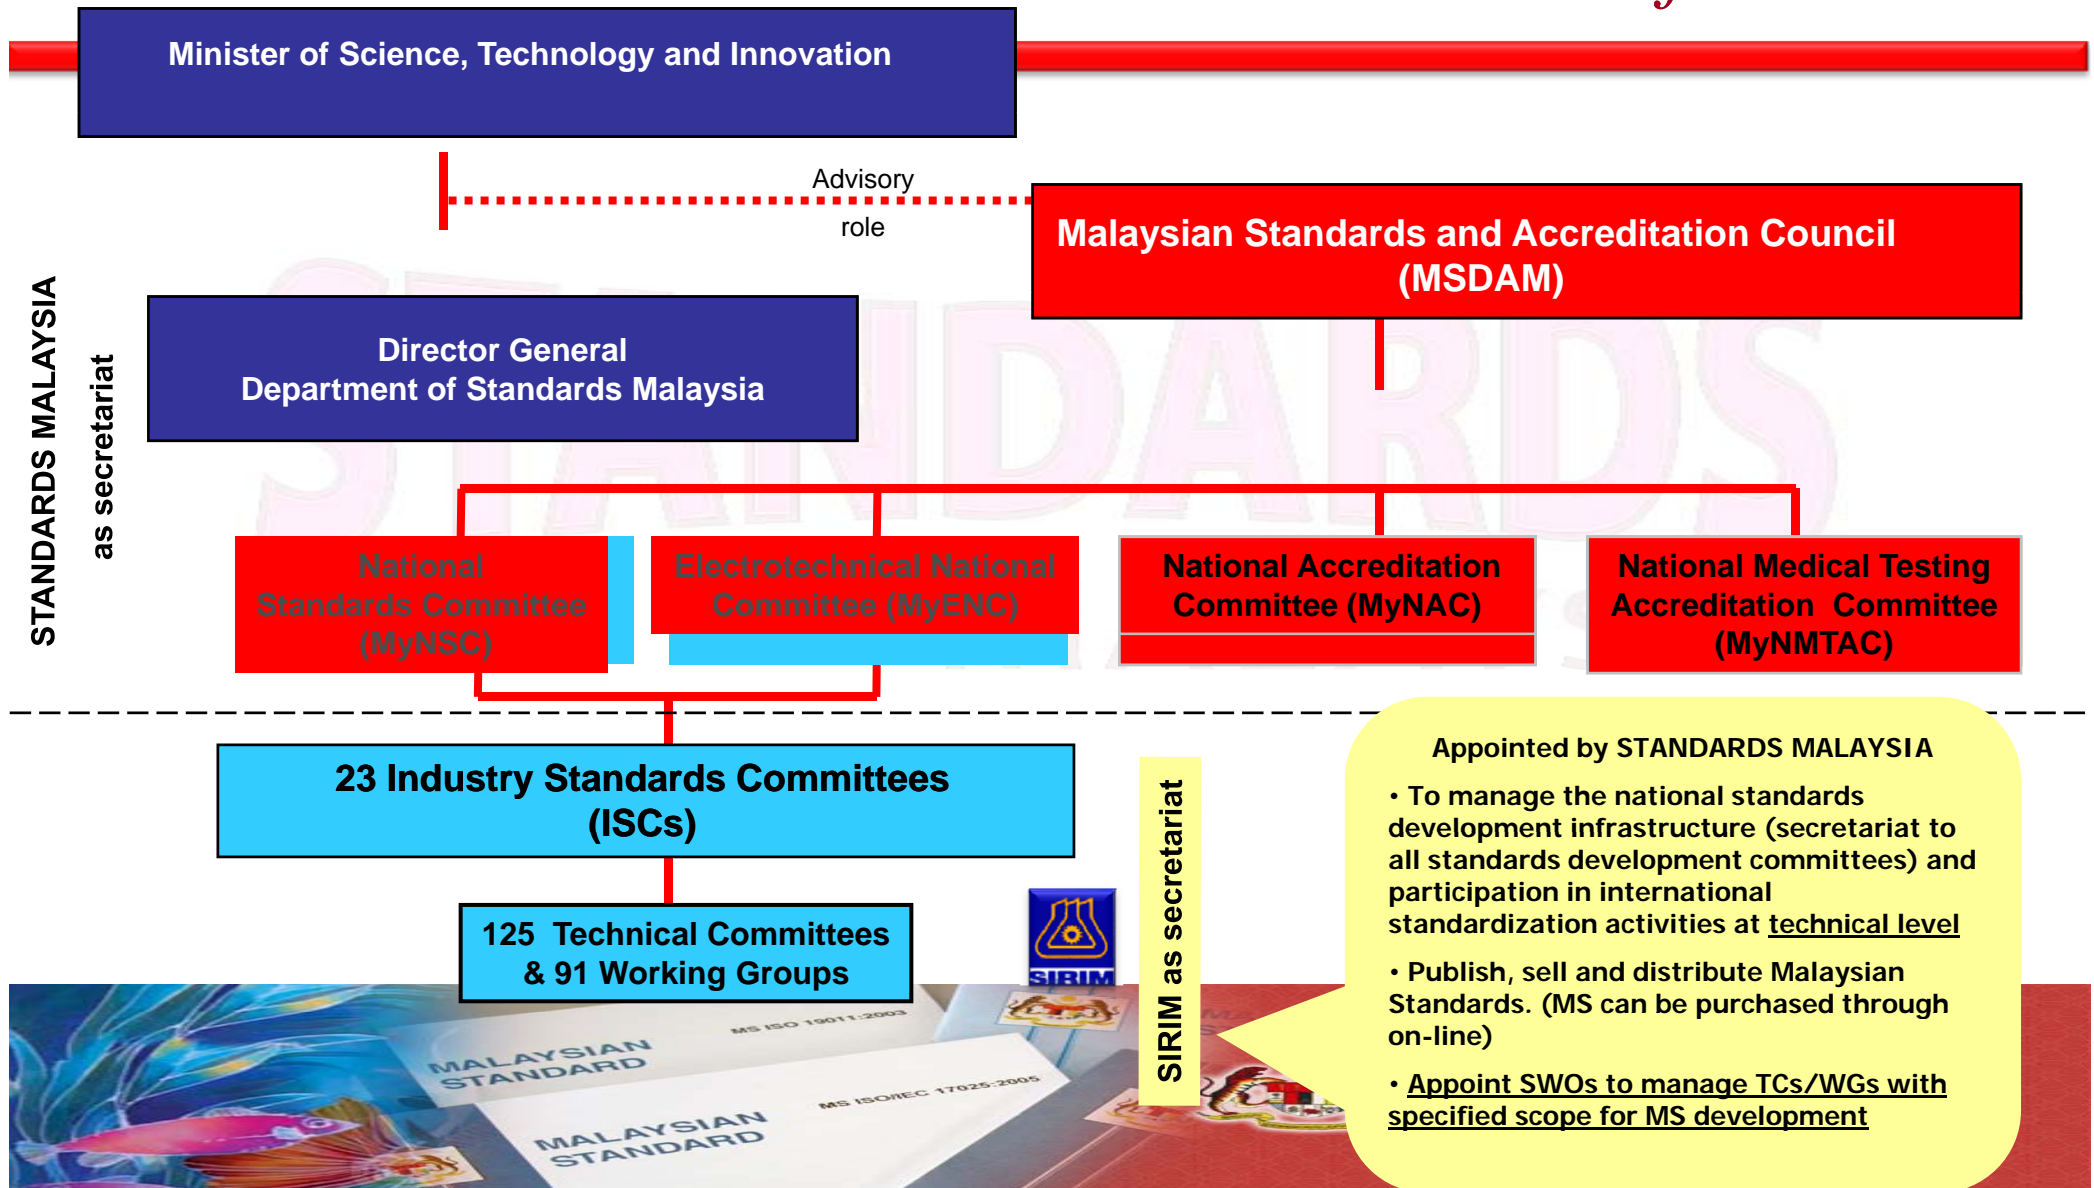 Minister of Science, Technology and Innovation
Advisory
role
Malaysian Standards and Accreditation Council
(MSDAM)
Director General
Department of Standards Malaysia
STANDARDS MALAYSIA
as secretariat
STANDARDS
National
Standards Committee
(MyNSC)
Electrotechnical National
Committee (MyENC)
National Accreditation
Committee (MyNAC)
National Medical Testing
Accreditation Committee
(MyNMTAC)
23 Industry Standards Committees
(ISCs)
125 Technical Committees
& 91 Working Groups
SIRIM
SIRIM as secretariat
Appointed by STANDARDS MALAYSIA
• To manage the national standards
development infrastructure (secretariat to
all standards development committees) and
participation in international
standardization activities at technical level
• Publish, sell and distribute Malaysian
Standards. (MS can be purchased through
on-line)
• Appoint SWOs to manage TCs/WGs with
specified scope for MS development
MS ISO 19011:2003
MALAYSIAN
STANDARD
MS ISO/IEC 17025:2005
MALAYSIAN
STANDARD